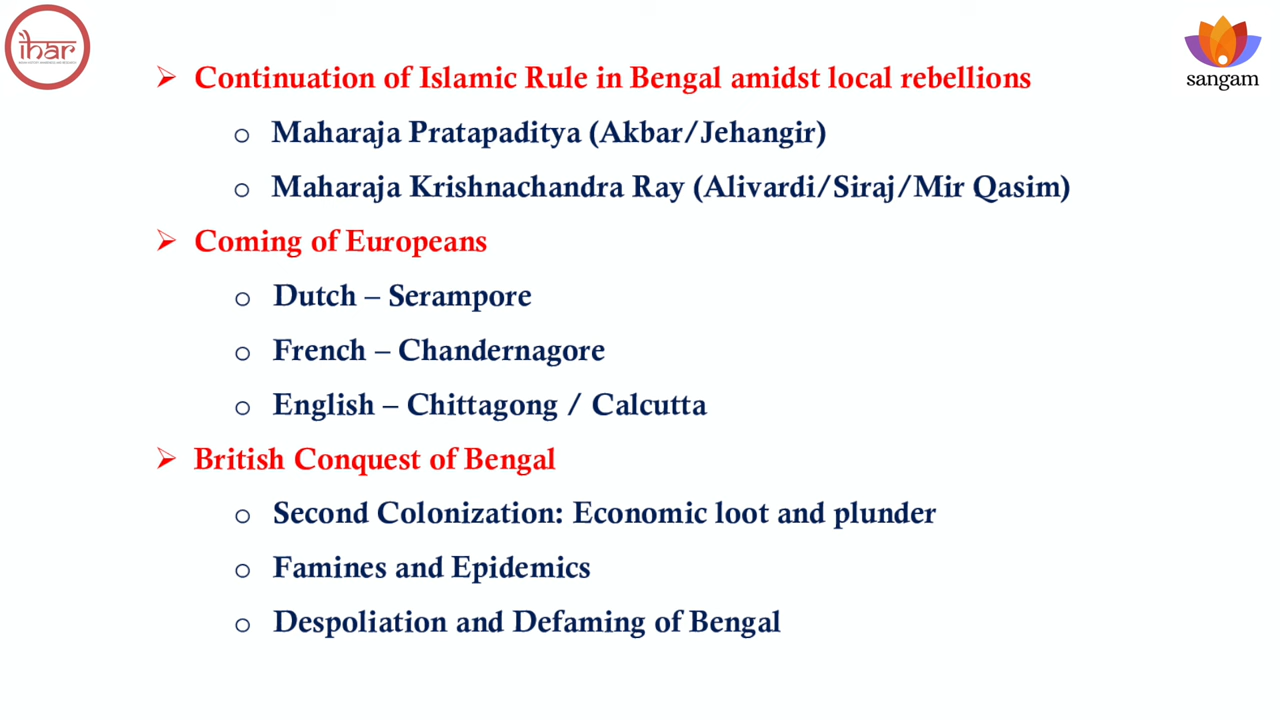 ihar
sangam
Continuation of Islamic Rule in Bengal amidst local rebellions
Maharaja Pratapaditya (Akbar/Jehangir)
Maharaja Krishnachandra Ray (Alivardi/Siraj/Mir Qasim)
Coming of Europeans
Dutch – Serampore
French – Chandernagore
English – Chittagong / Calcutta
British Conquest of Bengal
Second Colonization: Economic loot and plunder
Famines and Epidemics
Despoliation and Defaming of Bengal